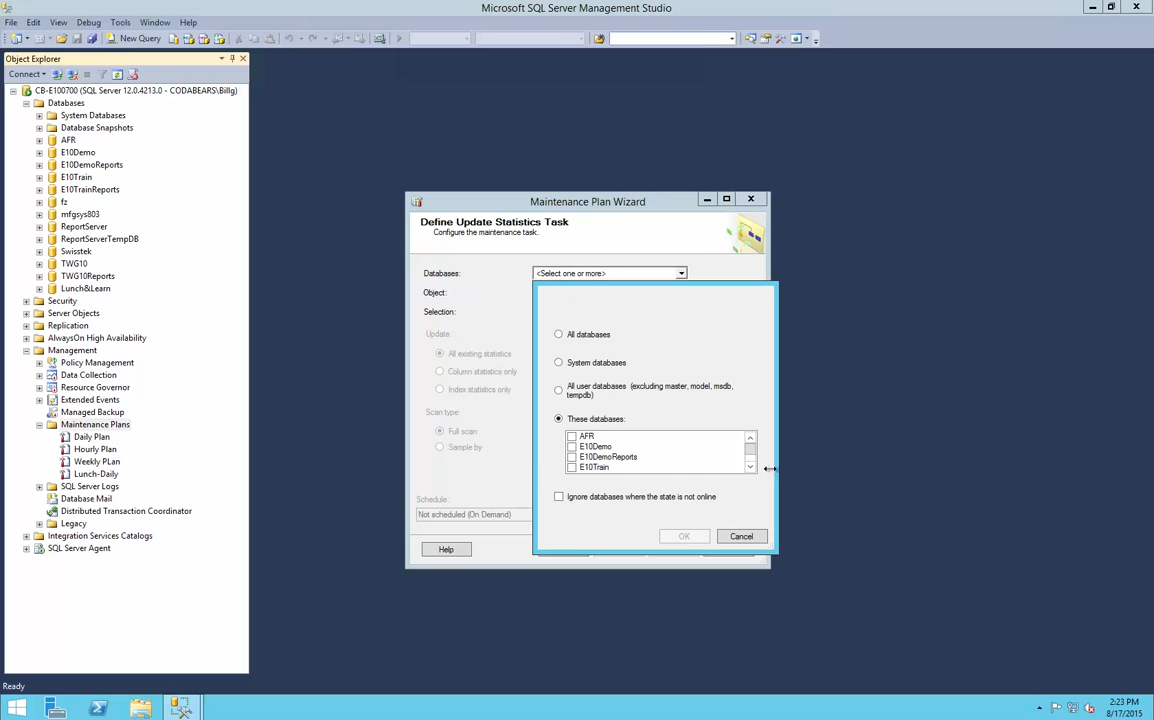 Microsoft SQL Server Management Studio
File Edit View Debug Tools Window Help
New Query
Object Explorer
Connect
CB-E100700 (SQL Server 12.0.4213.0 - CODABEARS\Billg)
Databases
System Databases
Database Snapshots
AFR
E10Demo
E10DemoReports
E10Train
E10TrainReports
fz
mfgsys803
ReportServer
ReportServerTempDB
Swisstek
TWG10
TWG10Reports
Lunch&Learn
Security
Server Objects
Replication
AlwaysOn High Availability
Management
Policy Management
Data Collection
Resource Governor
Extended Events
Managed Backup
Maintenance Plans
Daily Plan
Hourly Plan
Weekly PLan
Lunch-Daily
SQL Server Logs
Database Mail
Distributed Transaction Coordinator
Legacy
Integration Services Catalogs
SQL Server Agent
Maintenance Plan Wizard
Define Update Statistics Task
Configure the maintenance task.
Databases:
<Select one or more>
Object:
Selection:
Update:
All existing statistics
Column statistics only
Index statistics only
Scan type:
Full scan
Sample by
Schedule:
Not scheduled (On Demand)
Help
All databases
System databases
All user databases (excluding master, model, msdb,
tempdb)
These databases:
AFR
E10Demo
E10DemoReports
E10Train
Ignore databases where the state is not online
OK
Cancel
Ready
2:23 PM
8/17/2015